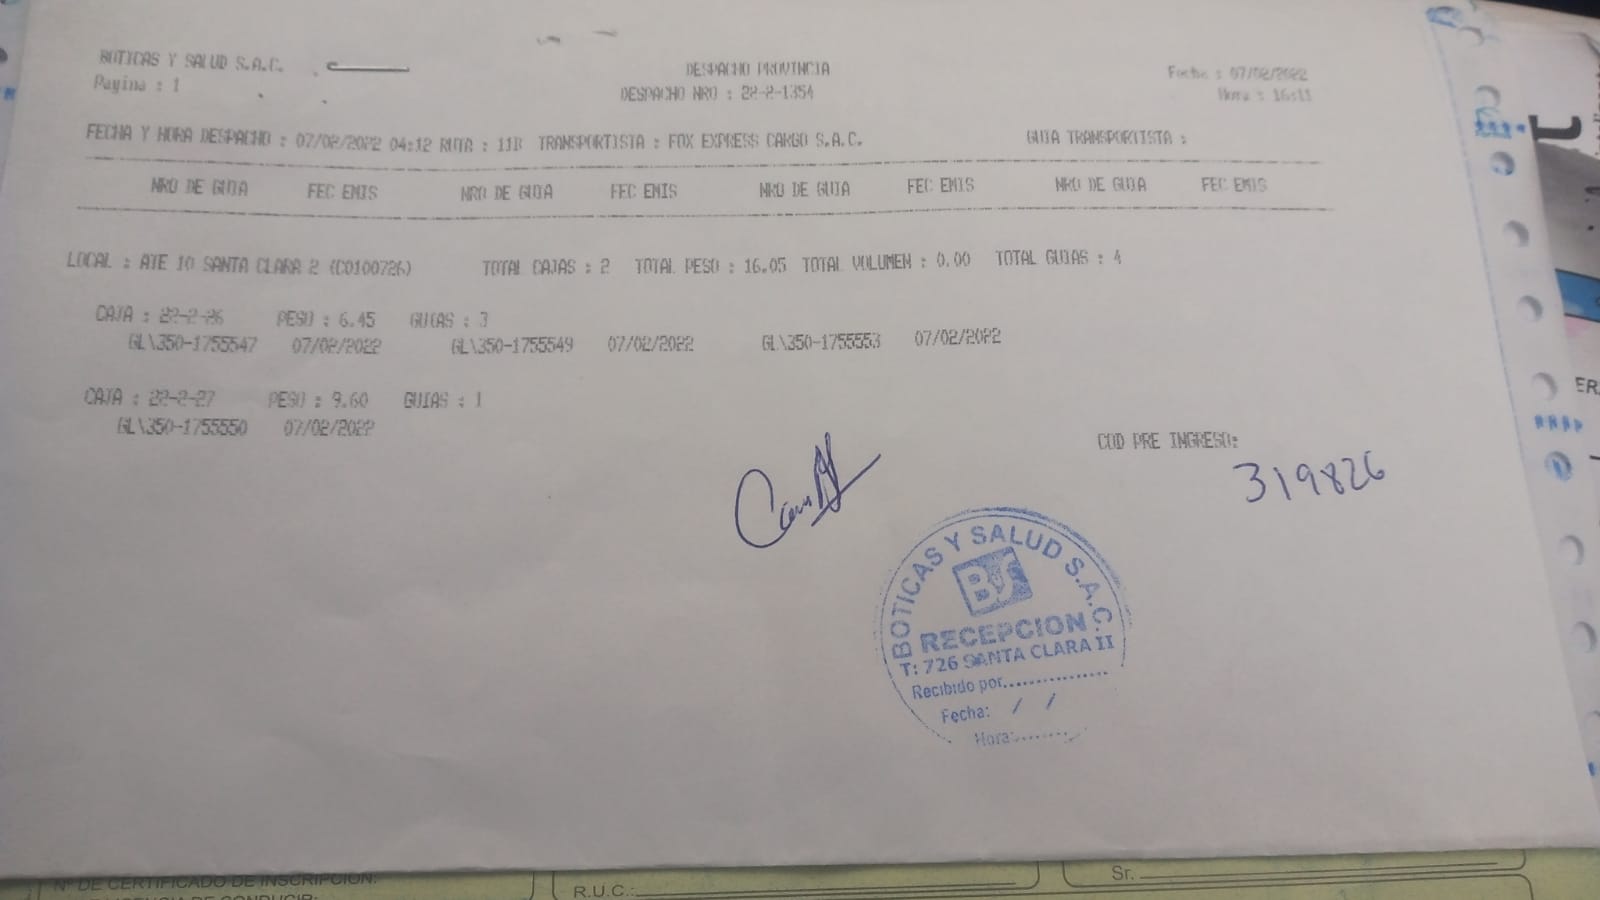 BOTICAS Y SALUD S.A.C.
Pagina : 1
DESPACHO PROVINCIA
DESPACHO NRO : 22-2-1354
Fecha : 07/02/2022
Hora : 16:11
FECHA Y HORA DESPACHO : 07/02/2022 04:12 RUTA : 11B TRANSPORTISTA : FOX EXPRESS CARGO S.A.C. GUIA TRANSPORTISTA :
NRO DE GUIA FEC EMIS NRO DE GUIA FEC EMIS NRO DE GUIA FEC EMIS NRO DE GUIA FEC EMIS
LOCAL : ATE 10 SANTA CLARA 2 (C0100726) TOTAL CAJAS : 2 TOTAL PESO : 16.05 TOTAL VOLUMEN : 0.00 TOTAL GUIAS : 4
CAJA : 22-2-26 PESO : 6.45 GUIAS : 3
GL\350-1755547 07/02/2022 GL\350-1755549 07/02/2022 GL\350-1755553 07/02/2022
CAJA : 22-2-27 PESO : 9.60 GUIAS : 1
GL\350-1755550 07/02/2022
COD PRE INGRESO:
319826
BOTICAS Y SALUD S.A.C.
BS
RECEPCION
T: 726 SANTA CLARA II
Recibido por...............
Fecha: / /
Hora:........
Nº DE CERTIFICADO DE INSCRIPCION:
R.U.C.:
Sr.